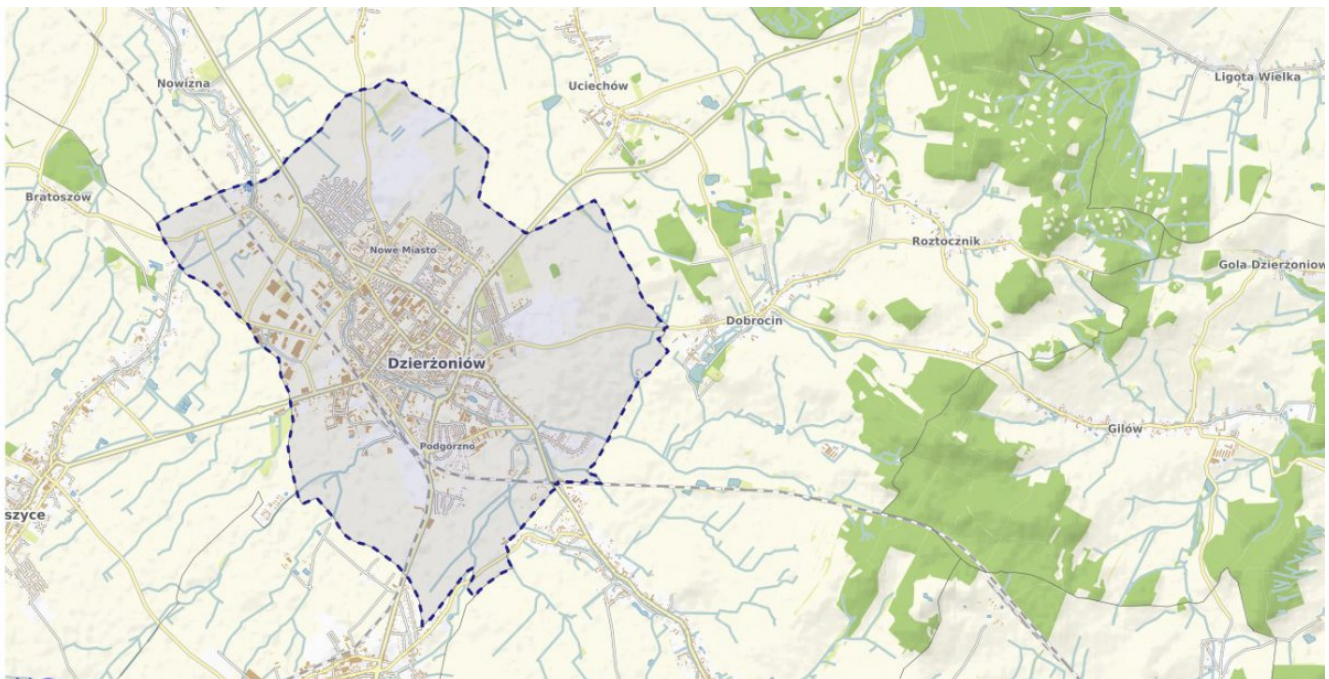 Ligota Wielka
Nowizna
Uciechów
Bratoszów
Roztocznik
Nowe Miasto
Gola Dzierżoniow
Dobrocin
Dzierżoniów
Gilów
Podgórzno
szyce